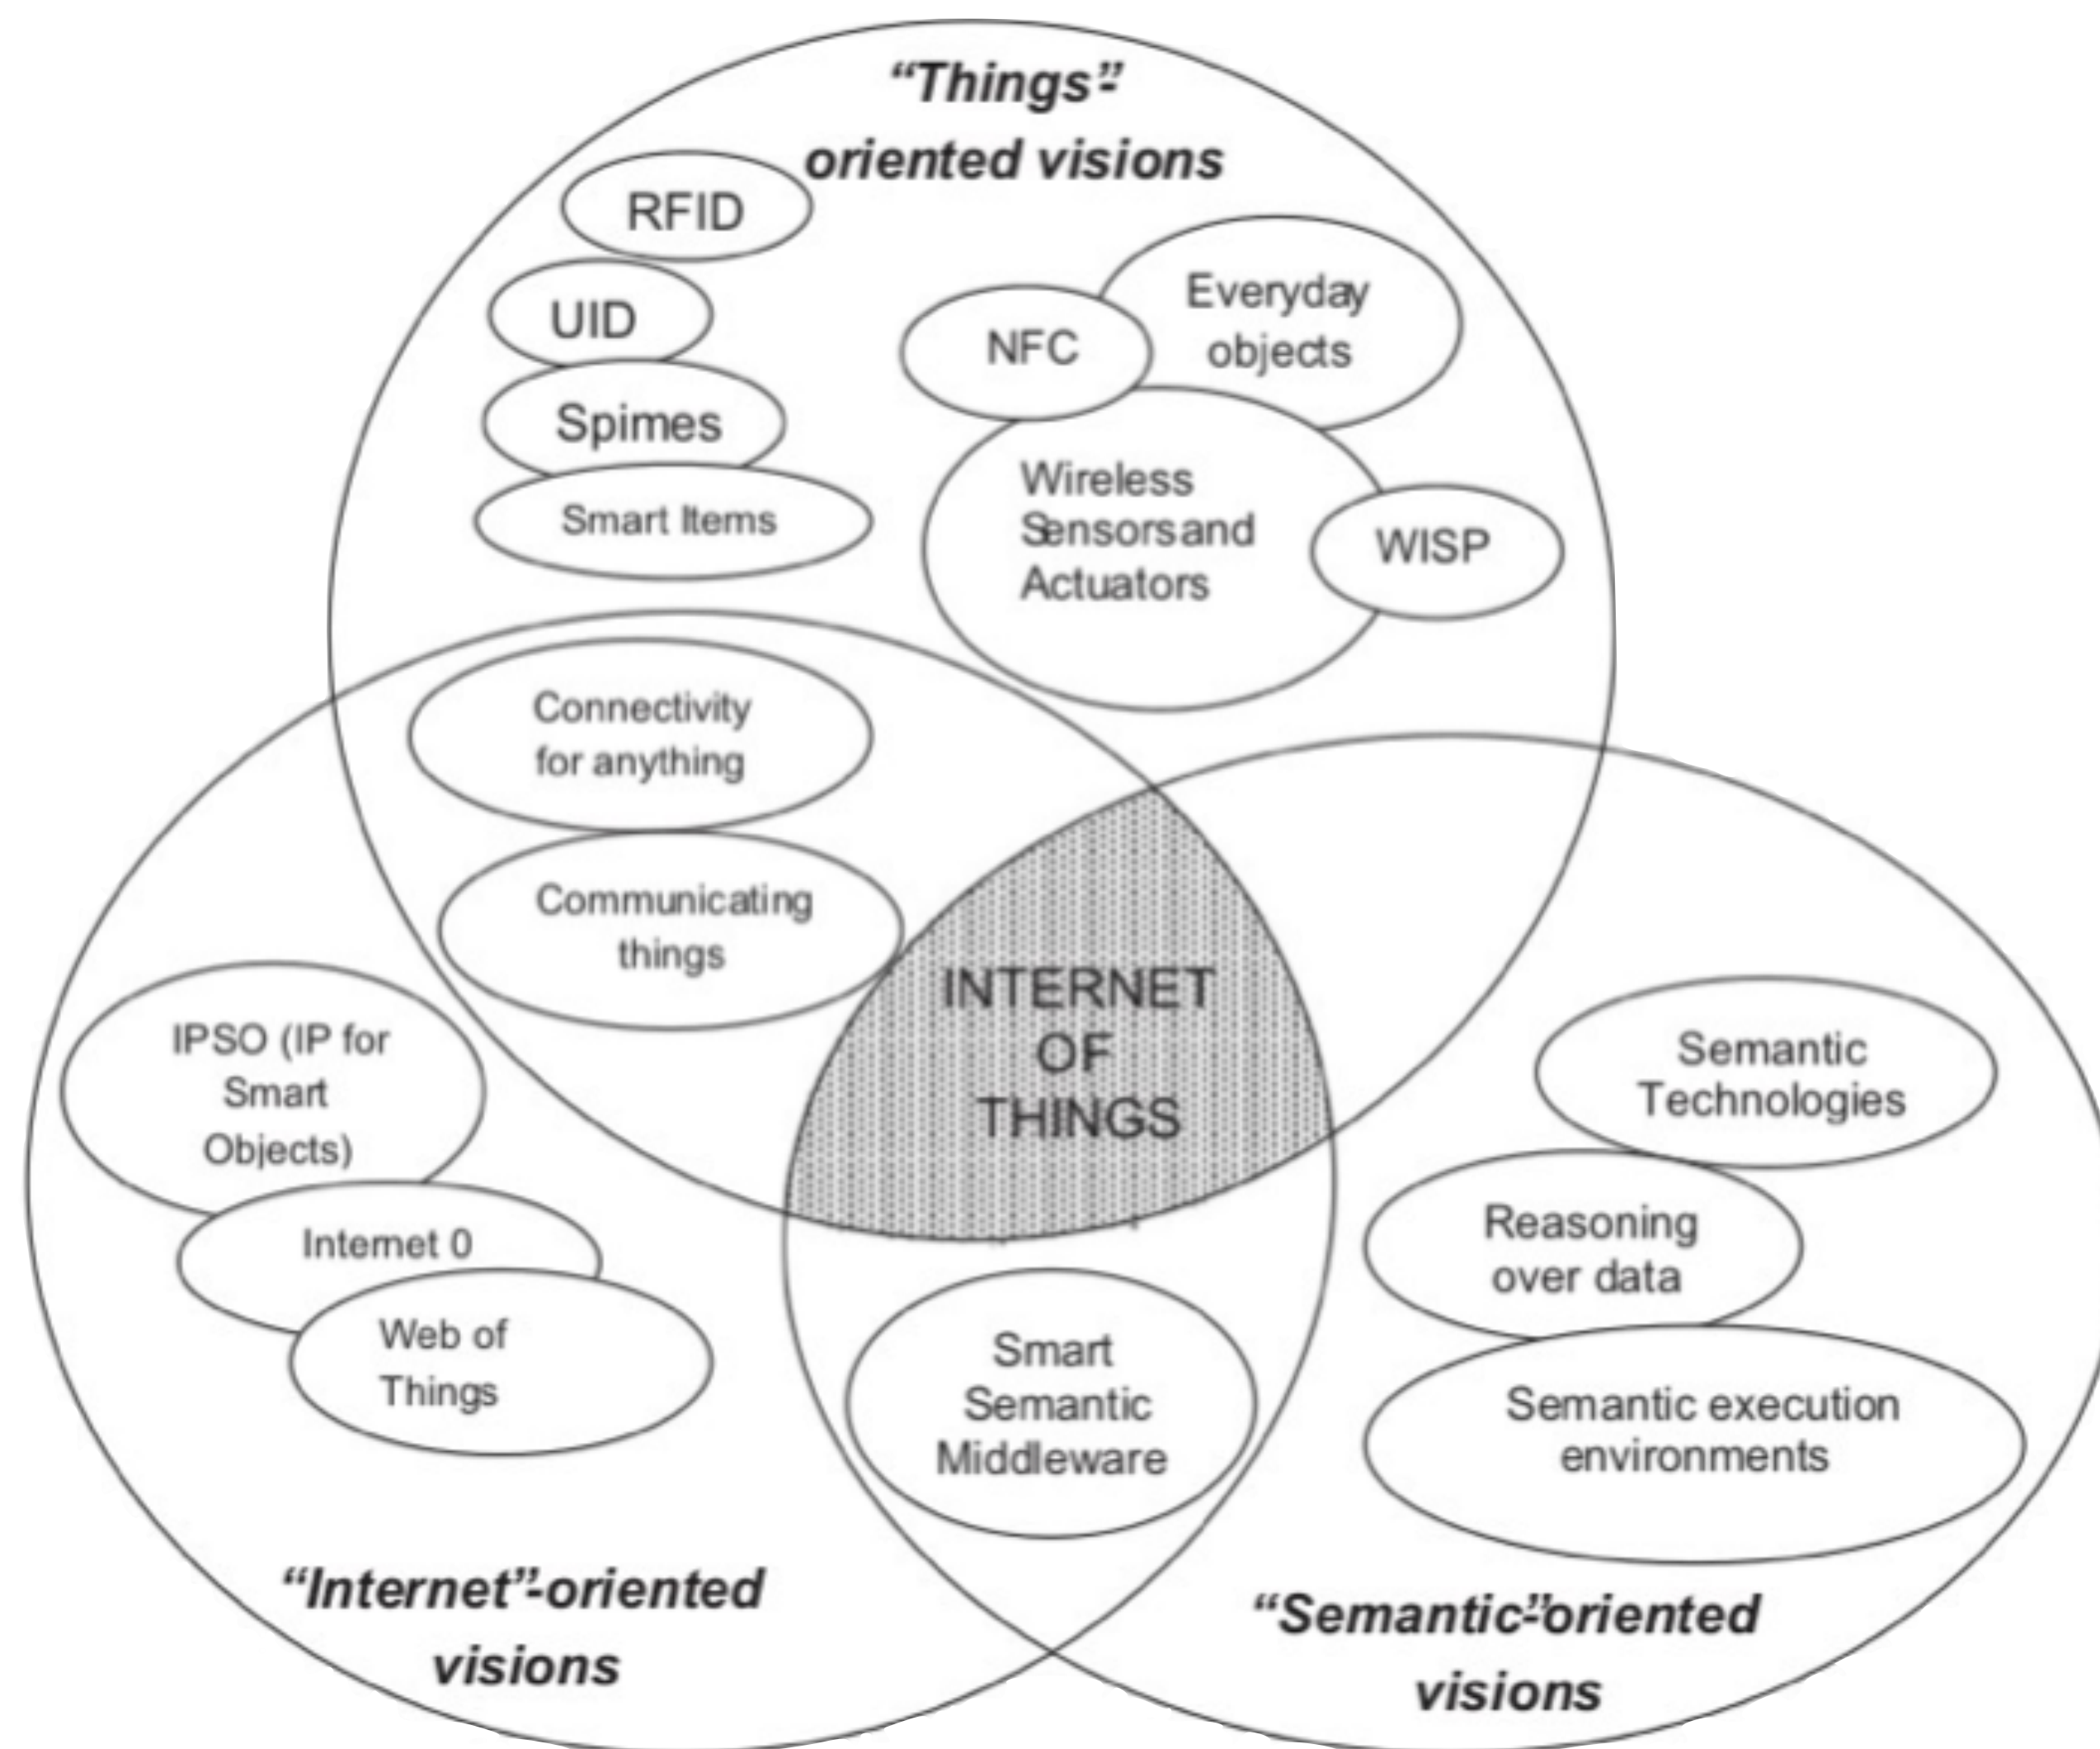 “Things”-
oriented visions
RFID
UID
Spimes
Smart Items
Everyday
objects
NFC
Wireless
Sensors and
Actuators
WISP
Connectivity
for anything
Communicating
things
INTERNET
OF
THINGS
IPSO (IP for
Smart
Objects)
Internet 0
Web of
Things
Semantic
Technologies
Reasoning
over data
Semantic execution
environments
Smart
Semantic
Middleware
“Internet”-oriented
visions
“Semantic”-oriented
visions